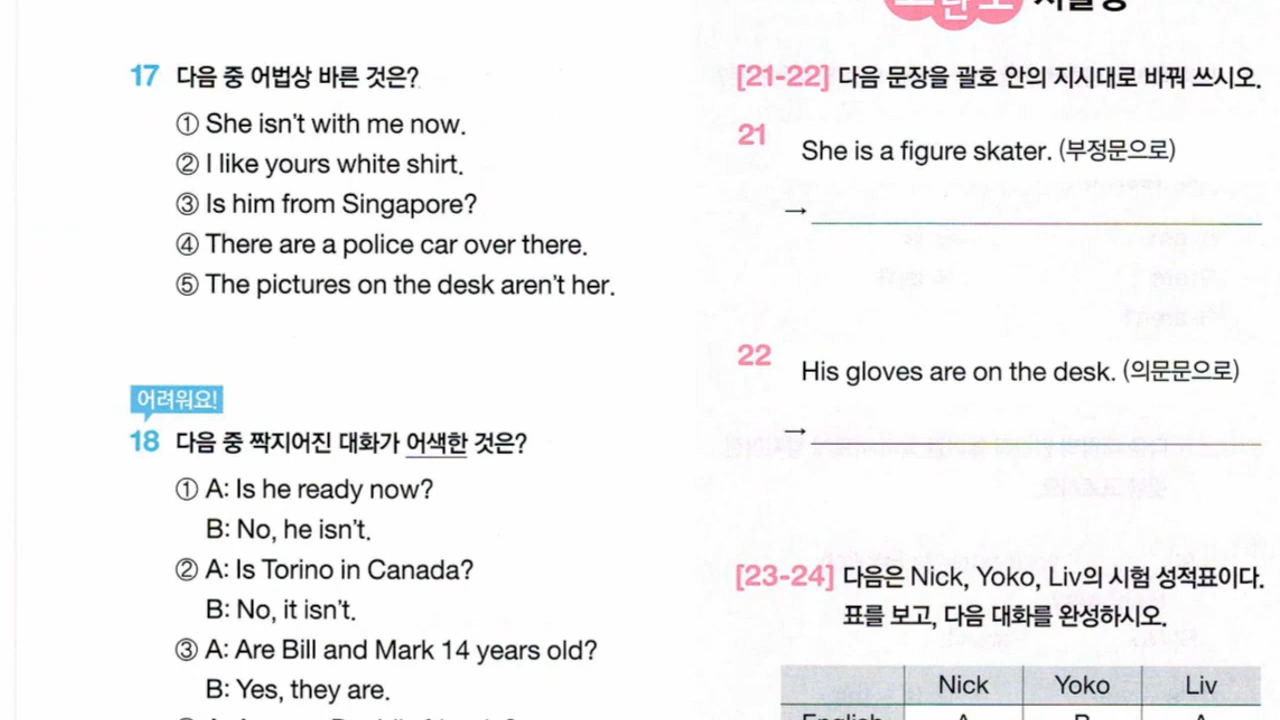 17 다음 중 어법상 바른 것은?
① She isn't with me now.
② I like yours white shirt.
③ Is him from Singapore?
④ There are a police car over there.
⑤ The pictures on the desk aren't her.
어려워요!
18 다음 중 짝지어진 대화가 어색한 것은?
① A: Is he ready now?
B: No, he isn't.
② A: Is Torino in Canada?
B: No, it isn't.
③ A: Are Bill and Mark 14 years old?
B: Yes, they are.
[21-22] 다음 문장을 괄호 안의 지시대로 바꿔 쓰시오.
21 She is a figure skater. (부정문으로)
→
22 His gloves are on the desk. (의문문으로)
→
[23-24] 다음은 Nick, Yoko, Liv의 시험 성적표이다.
표를 보고, 다음 대화를 완성하시오.
Nick Yoko Liv
English A B A